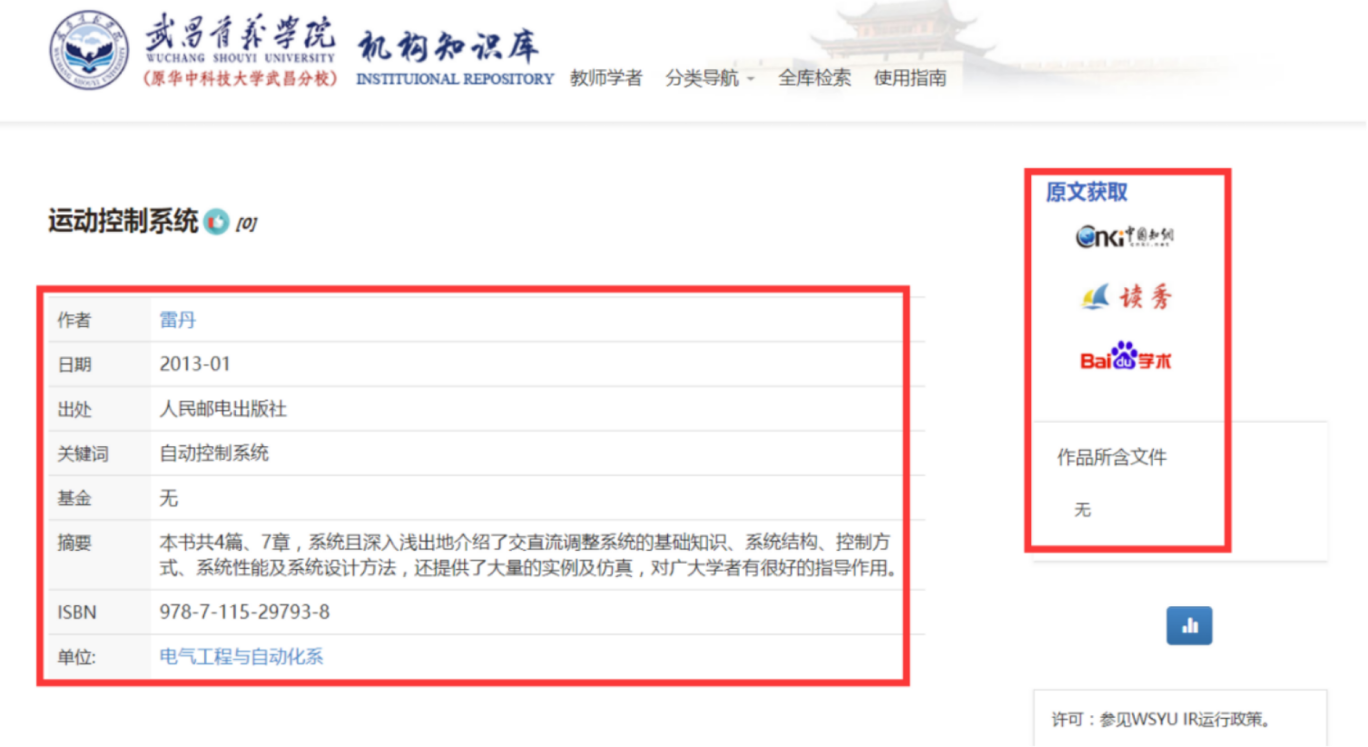 武昌首义学院
WUCHANG SHOUYI UNIVERSITY
(原华中科技大学武昌分校)
机构知识库
INSTITUIONAL REPOSITORY
教师学者 分类导航 全库检索 使用指南
运动控制系统 [0]
作者 雷丹
日期 2013-01
出处 人民邮电出版社
关键词 自动控制系统
基金 无
摘要 本书共4篇、7章，系统且深入浅出地介绍了交直流调整系统的基础知识、系统结构、控制方
式、系统性能及系统设计方法，还提供了大量的实例及仿真，对广大学者有很好的指导作用。
ISBN 978-7-115-29793-8
单位: 电气工程与自动化系
原文获取
cnki 中国知网
读秀
Baidu学术
作品所含文件
无
许可：参见WSYU IR运行政策。